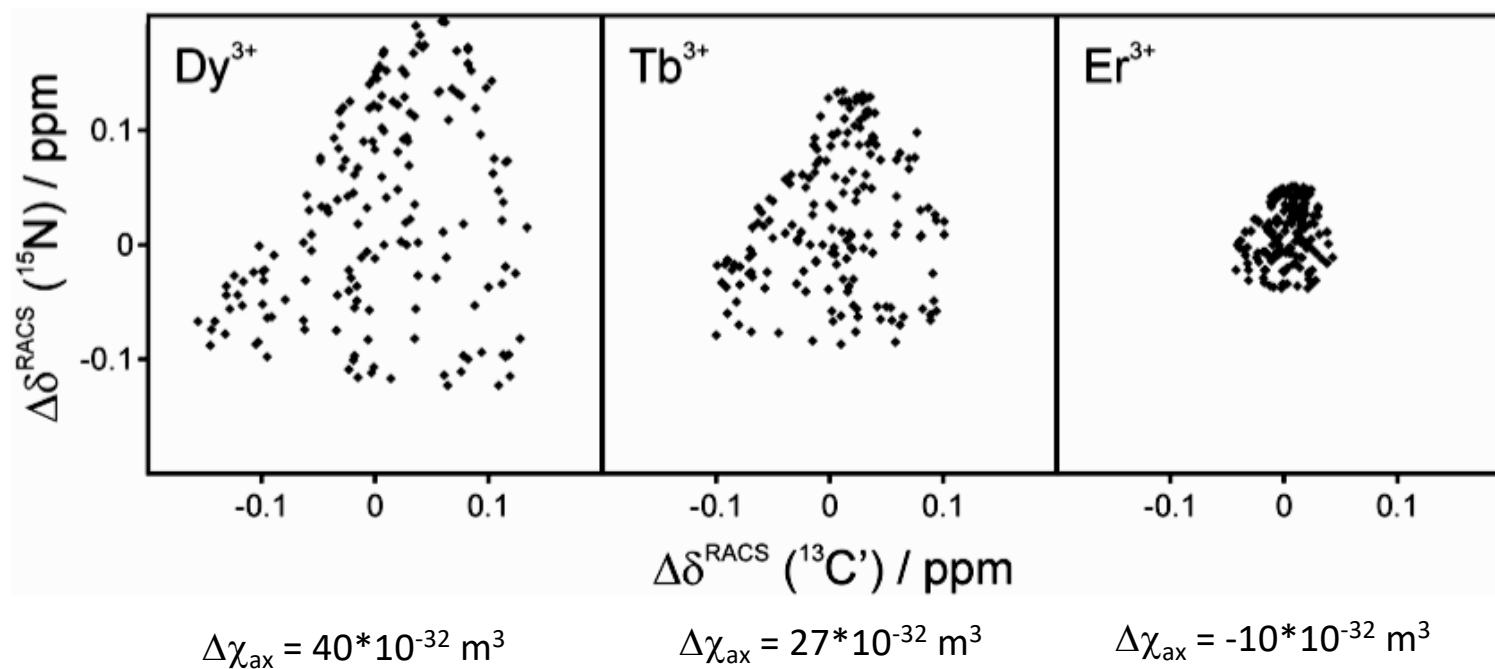 Dy³⁺ Tb³⁺ Er³⁺
Δδᴿᴬᶜˢ (¹⁵N) / ppm
0.1
0
-0.1
-0.1 0 0.1 -0.1 0 0.1 -0.1 0 0.1
Δδᴿᴬᶜˢ (¹³C') / ppm
Δχₐₓ = 40*10⁻³² m³ Δχₐₓ = 27*10⁻³² m³ Δχₐₓ = -10*10⁻³² m³